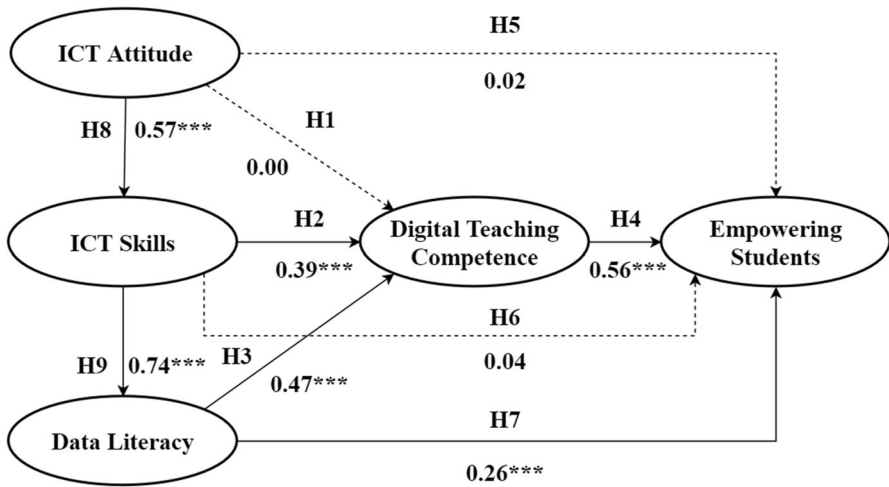 H5
ICT Attitude
0.02
H8
0.57***
H1
0.00
ICT Skills
H2
0.39***
Digital Teaching
Competence
H4
0.56***
Empowering
Students
H6
0.04
H9
0.74***
H3
0.47***
Data Literacy
H7
0.26***